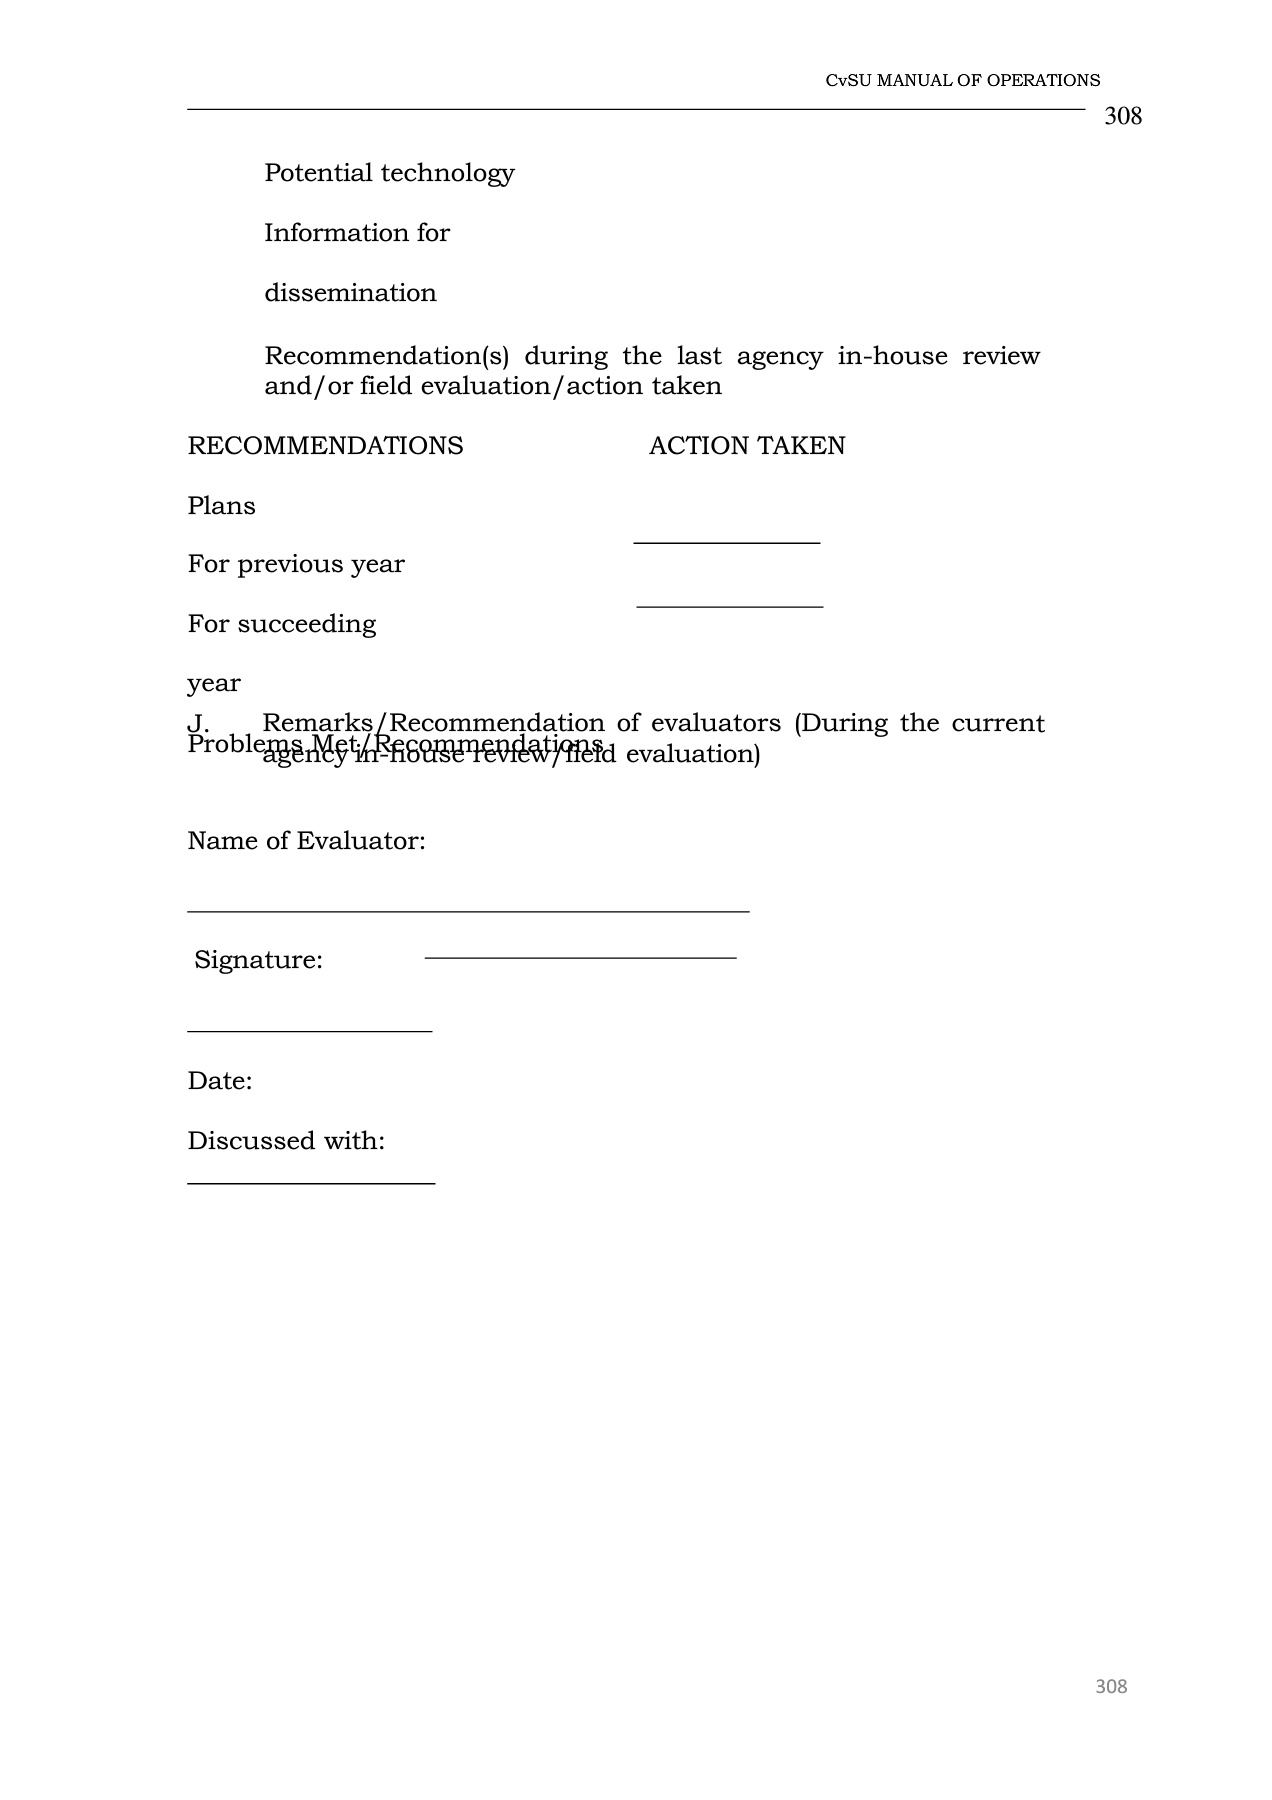 CvSU MANUAL OF OPERATIONS
308
Potential technology
Information for
dissemination
Recommendation(s) during the last agency in-house review
and/or field evaluation/action taken
RECOMMENDATIONS ACTION TAKEN
Plans
For previous year
For succeeding
year
J. Remarks/Recommendation of evaluators (During the current
Problems Met/Recommendations
agency in-house review/field evaluation)
Name of Evaluator:
Signature:
Date:
Discussed with:
308